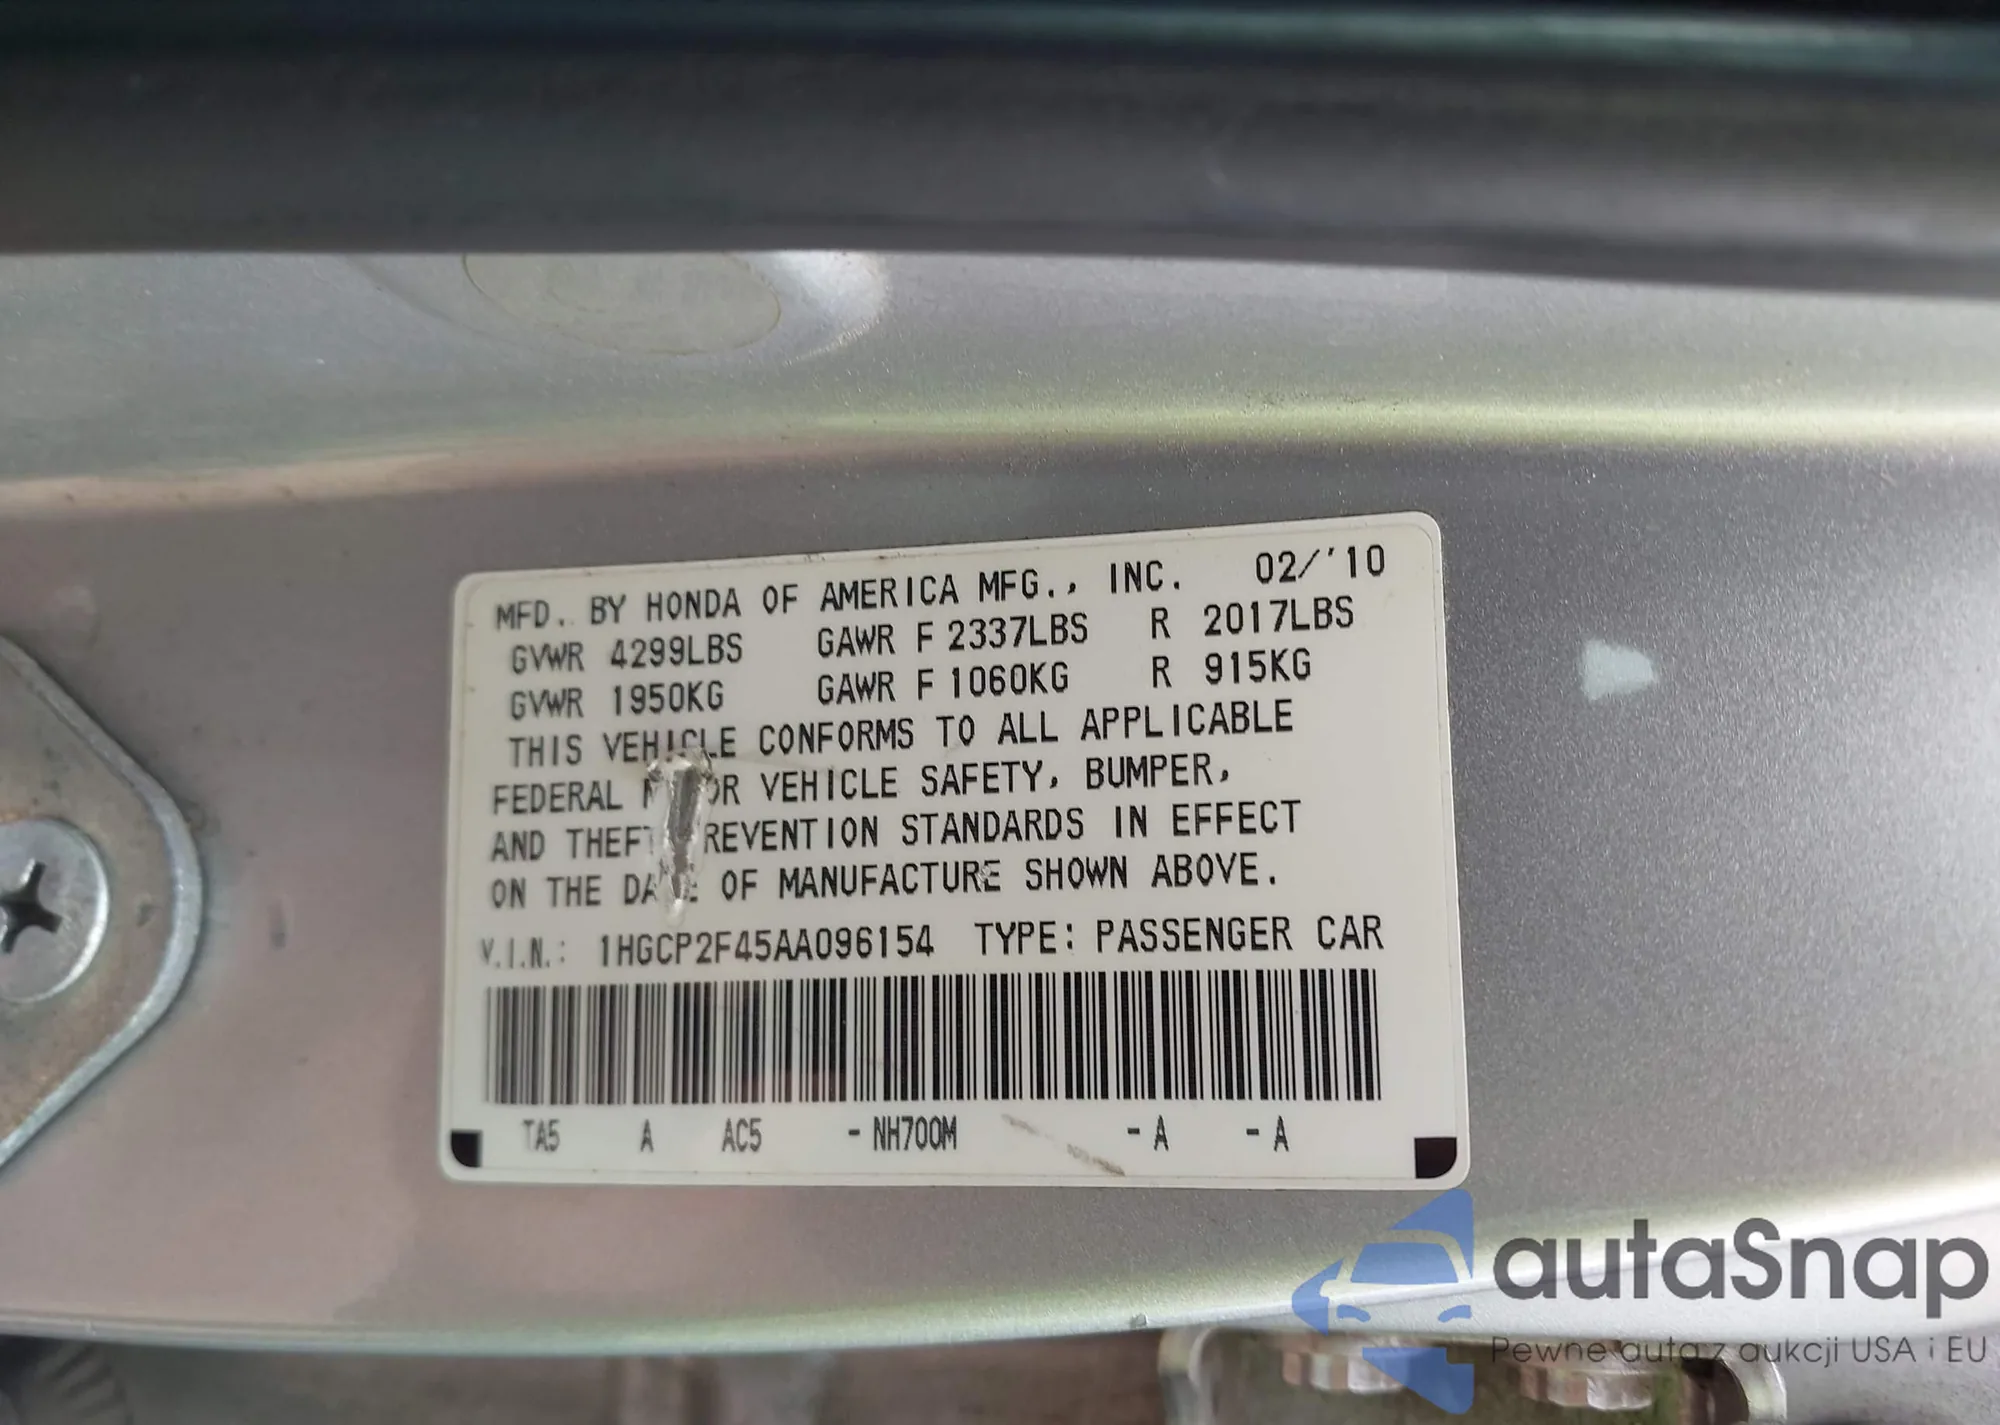 MFD. BY HONDA OF AMERICA MFG., INC. 02/'10
GVWR 4299LBS GAWR F 2337LBS R 2017LBS
GVWR 1950KG GAWR F 1060KG R 915KG
THIS VEHICLE CONFORMS TO ALL APPLICABLE
FEDERAL VEHICLE SAFETY, BUMPER,
AND STANDARDS IN EFFECT
ON THE OF MANUFACTURE SHOWN ABOVE.
V.I.N.: 1HGCP2F45AA096154 TYPE: PASSENGER CAR
TA5 A AC5 - NH700M - A - A
autaSnap
Pewne auta z aukcji USA i EU